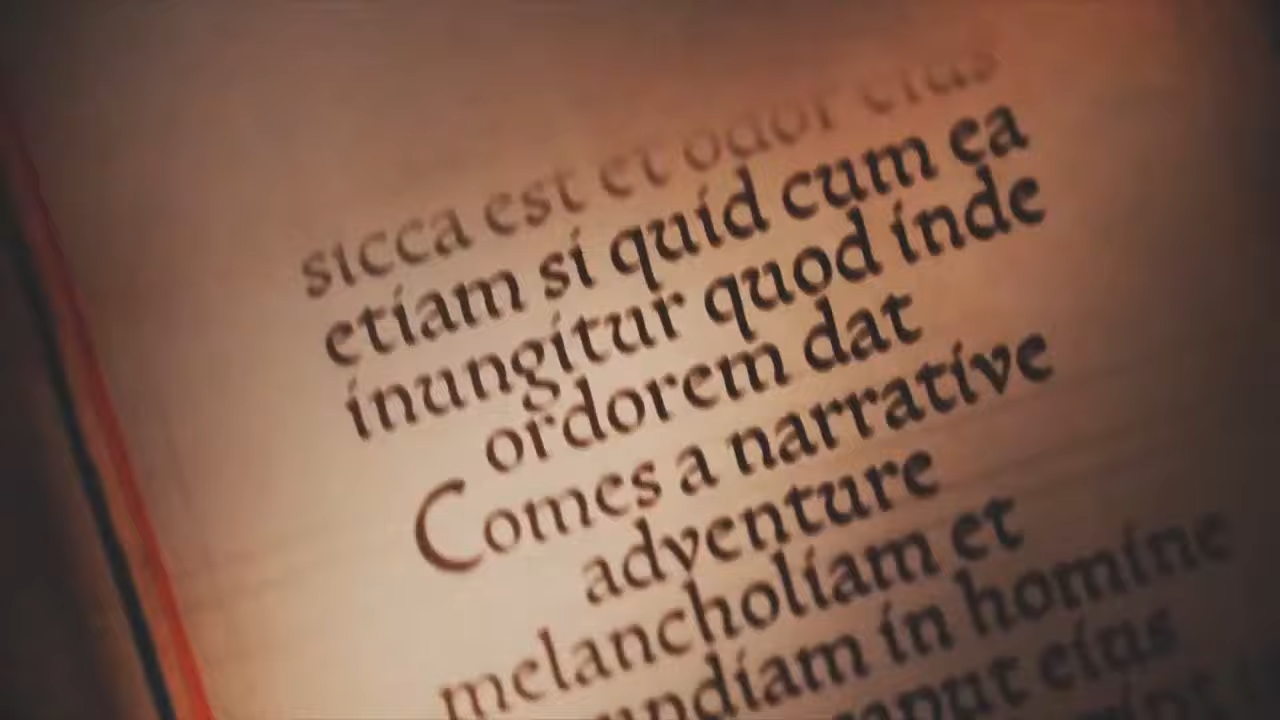 sicca est et odor eius
etiam si quid cum ea
inungitur quod inde
ordorem dat
Comes a narrative
adventure
melancholiam et
in homine
caput eius